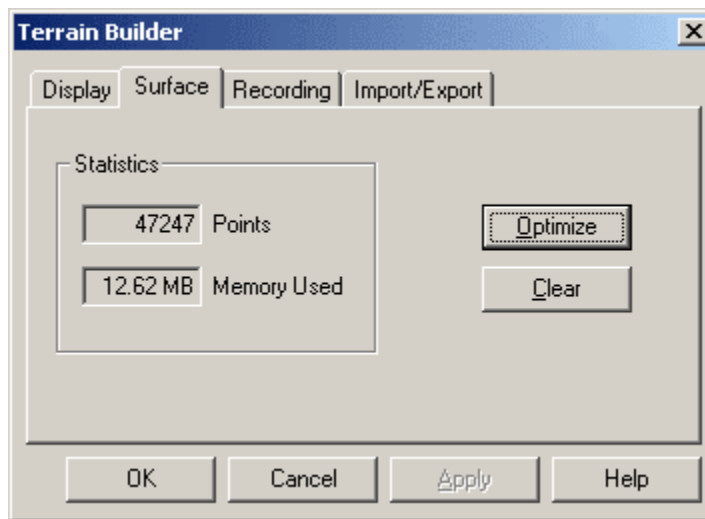 Terrain Builder
Display Surface Recording Import/Export
Statistics
47247 Points
Optimize
12.62 MB Memory Used
Clear
OK Cancel Apply Help